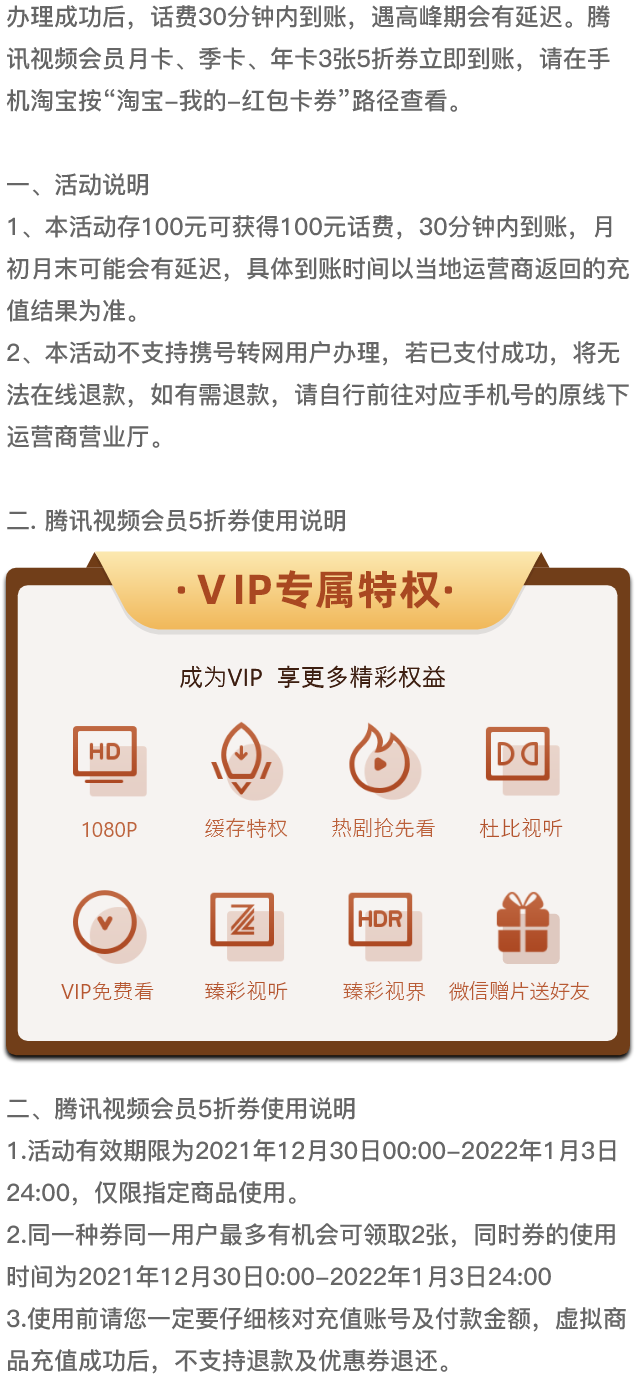 办理成功后，话费30分钟内到账，遇高峰期会有延迟。腾
讯视频会员月卡、季卡、年卡3张5折券立即到账，请在手
机淘宝按“淘宝-我的-红包卡券”路径查看。
一、活动说明
1、本活动存100元可获得100元话费，30分钟内到账，月
初月末可能会有延迟，具体到账时间以当地运营商返回的充
值结果为准。
2、本活动不支持携号转网用户办理，若已支付成功，将无
法在线退款，如有需退款，请自行前往对应手机号的原线下
运营商营业厅。
二. 腾讯视频会员5折券使用说明
·VIP专属特权·
成为VIP 享更多精彩权益
HD
1080P 缓存特权 热剧抢先看 杜比视听
HDR
VIP免费看 臻彩视听 臻彩视界 微信赠片送好友
二、腾讯视频会员5折券使用说明
1.活动有效期限为2021年12月30日00:00-2022年1月3日
24:00，仅限指定商品使用。
2.同一种券同一用户最多有机会可领取2张，同时券的使用
时间为2021年12月30日0:00-2022年1月3日24:00
3.使用前请您一定要仔细核对充值账号及付款金额，虚拟商
品充值成功后，不支持退款及优惠券退还。